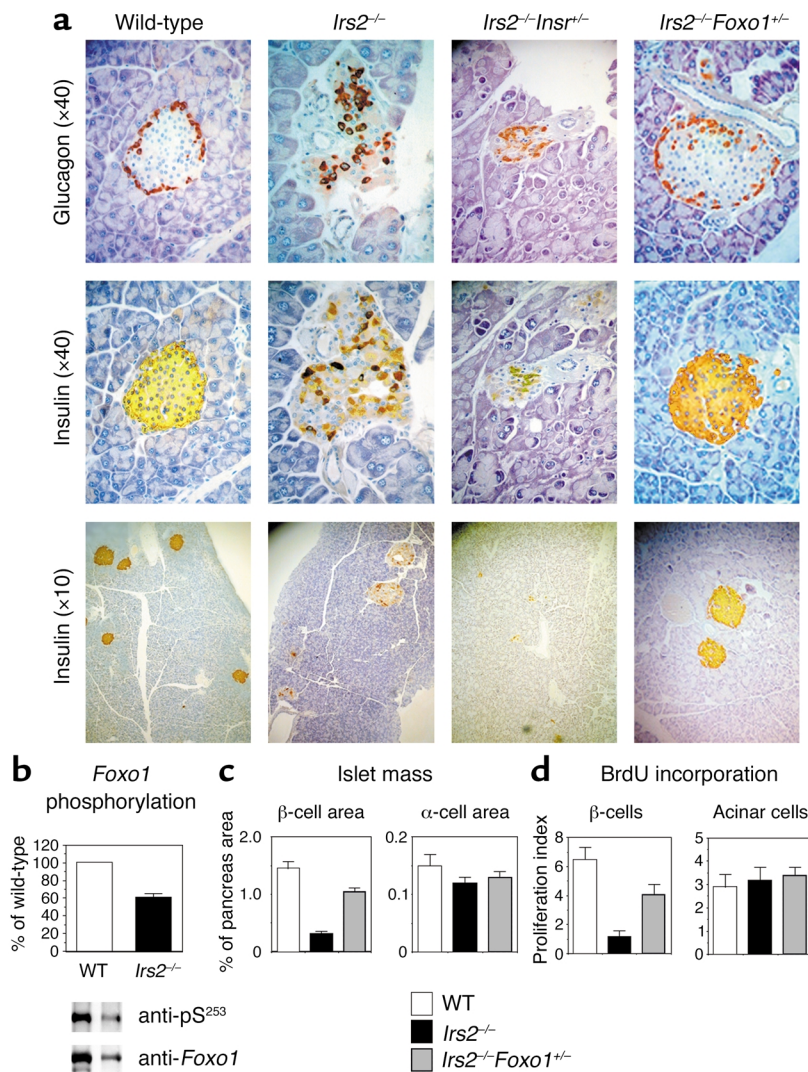 a
Wild-type
Irs2–/–
Irs2–/–Insr+/–
Irs2–/–Foxo1+/–
Glucagon (×40)
Insulin (×40)
Insulin (×10)
b
Foxo1
phosphorylation
% of wild-type
120
100
80
60
40
20
0
WT
Irs2–/–
anti-pS253
anti-Foxo1
c
Islet mass
β-cell area
α-cell area
% of pancreas area
2.0
1.0
0
0.2
0.1
0
d
BrdU incorporation
β-cells
Acinar cells
Proliferation index
8
6
4
2
0
5
4
3
2
1
0
WT
Irs2–/–
Irs2–/–Foxo1+/–